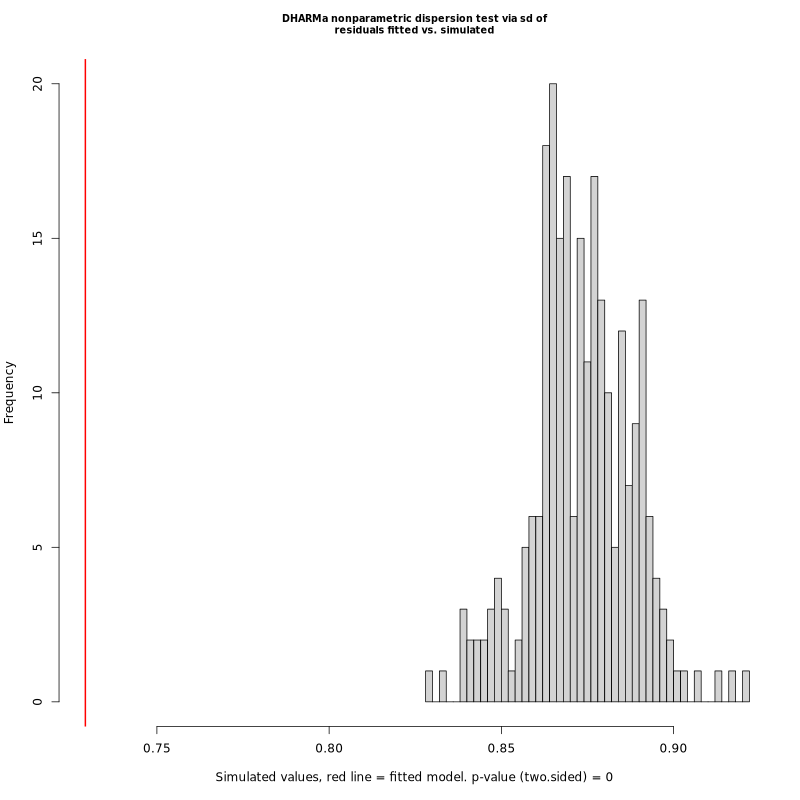 DHARMa nonparametric dispersion test via sd of
residuals fitted vs. simulated
20
15
10
5
0
Frequency
0.75 0.80 0.85 0.90
Simulated values, red line = fitted model. p-value (two.sided) = 0